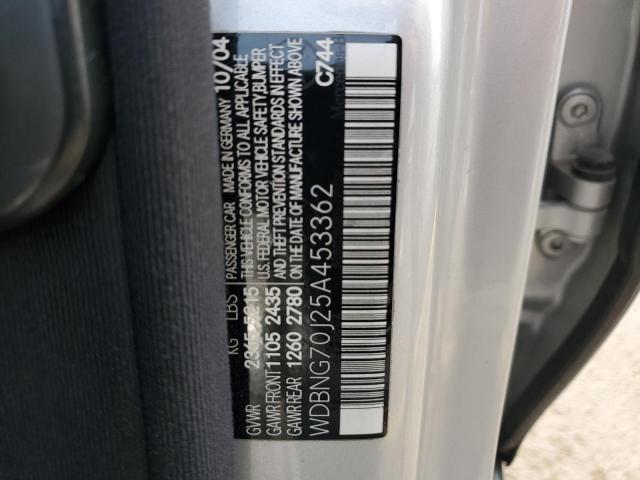 KG LBS PASSENGER CAR MADE IN GERMANY 10/04
GVWR 2365 5215 THIS VEHICLE CONFORMS TO ALL APPLICABLE
U.S. FEDERAL MOTOR VEHICLE SAFETY, BUMPER
GAWR FRONT 1105 2435 AND THEFT PREVENTION STANDARDS IN EFFECT
GAWR REAR 1260 2780 ON THE DATE OF MANUFACTURE SHOWN ABOVE
WDBNG70J25A453362 C744